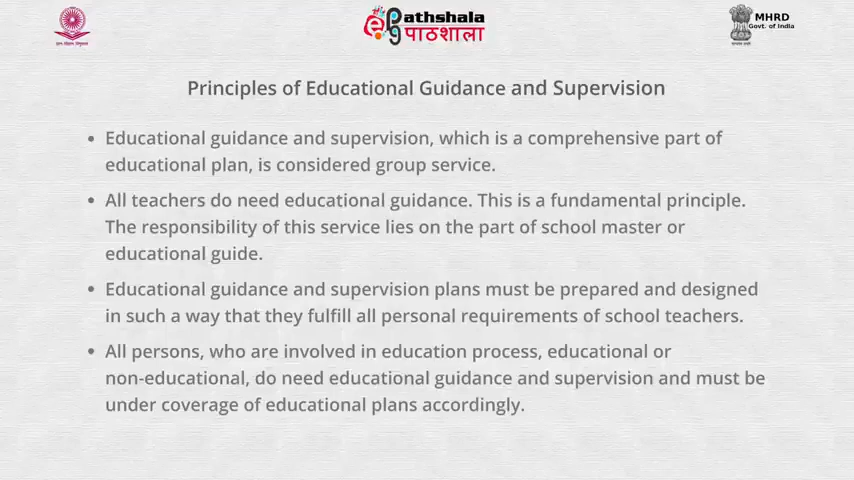 ePathshala
पाठशाला
MHRD
Govt. of India
Principles of Educational Guidance and Supervision
• Educational guidance and supervision, which is a comprehensive part of
educational plan, is considered group service.
• All teachers do need educational guidance. This is a fundamental principle.
The responsibility of this service lies on the part of school master or
educational guide.
• Educational guidance and supervision plans must be prepared and designed
in such a way that they fulfill all personal requirements of school teachers.
• All persons, who are involved in education process, educational or
non-educational, do need educational guidance and supervision and must be
under coverage of educational plans accordingly.